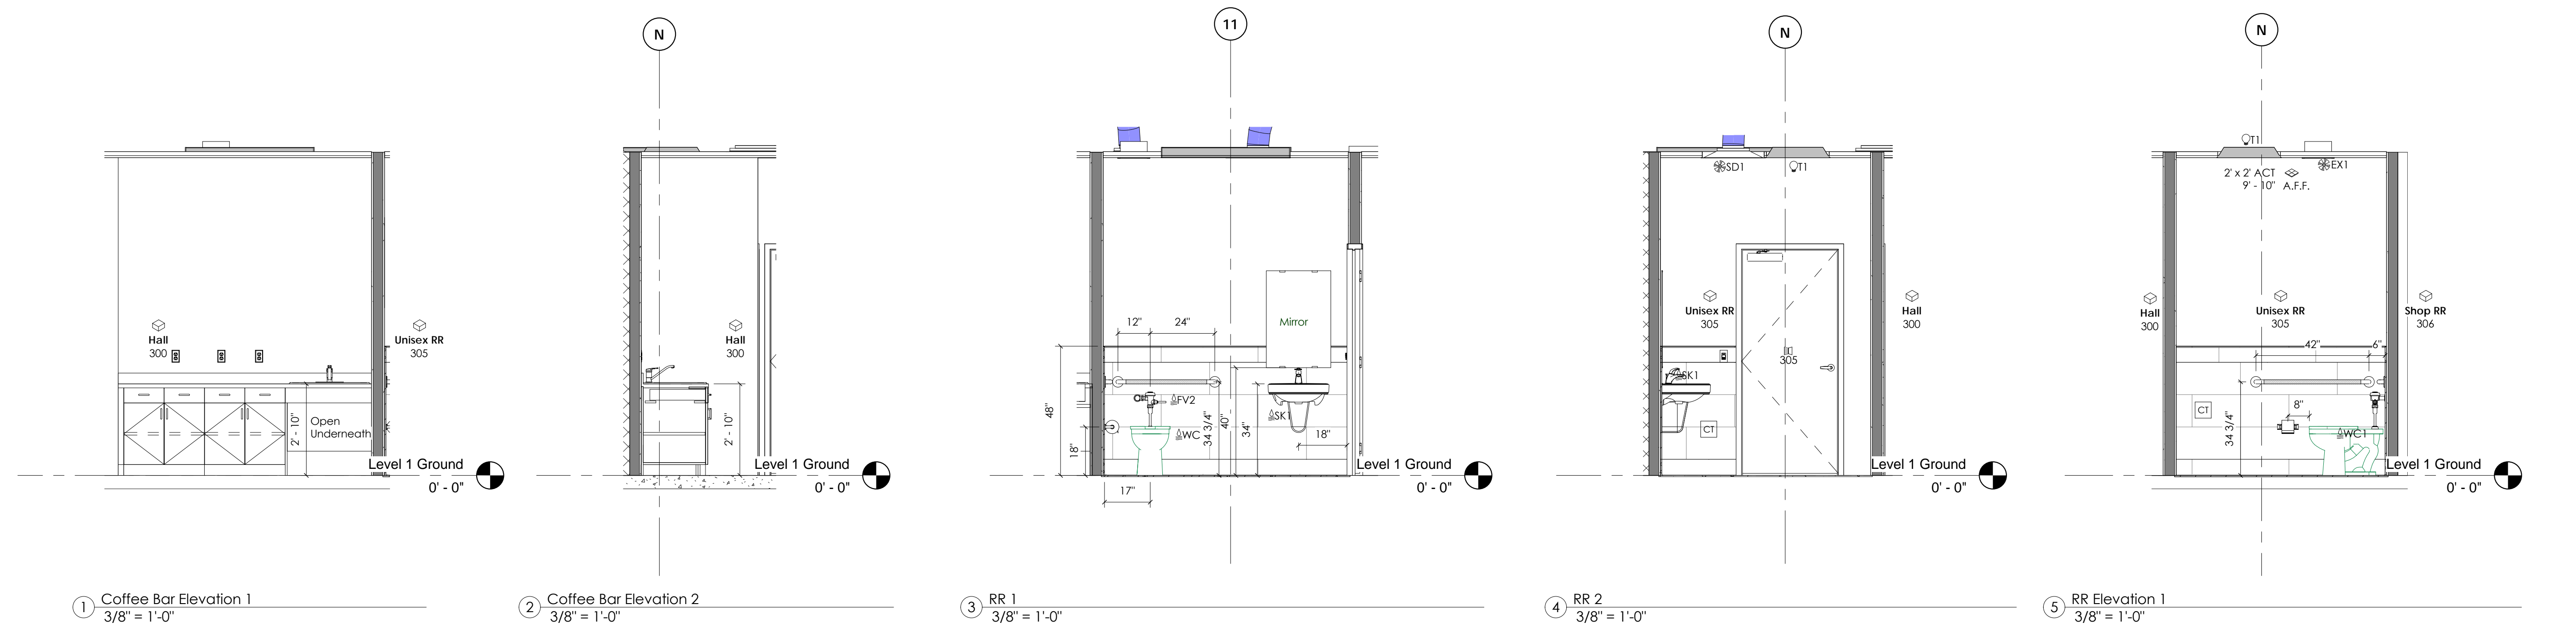 Hall
300
Unisex RR
305
2' - 10"
Open
Underneath
Level 1 Ground
0' - 0"
1
Coffee Bar Elevation 1
3/8" = 1'-0"
N
Hall
300
2' - 10"
Level 1 Ground
0' - 0"
2
Coffee Bar Elevation 2
3/8" = 1'-0"
11
Mirror
12"
24"
48"
18"
FV2
WC
34 3/4"
40"
34"
SK1
18"
17"
Level 1 Ground
0' - 0"
3
RR 1
3/8" = 1'-0"
N
SD1
T1
Unisex RR
305
Hall
300
305
SK1
CT
Level 1 Ground
0' - 0"
4
RR 2
3/8" = 1'-0"
N
T1
EX1
2' x 2' ACT
9' - 10" A.F.F.
Hall
300
Unisex RR
305
Shop RR
306
42"
6"
CT
8"
34 3/4"
WC1
Level 1 Ground
0' - 0"
5
RR Elevation 1
3/8" = 1'-0"